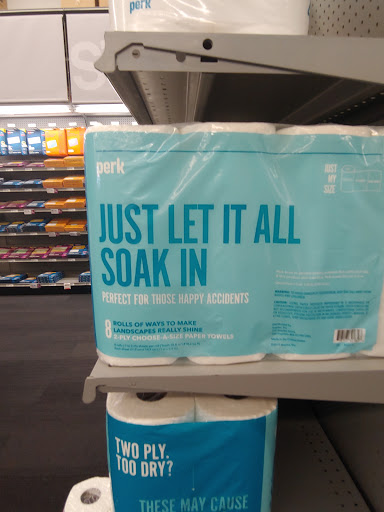 perk
S
perk
JUST MY SIZE
JUST LET IT ALL
SOAK IN
PERFECT FOR THOSE HAPPY ACCIDENTS
8 ROLLS OF WAYS TO MAKE
LANDSCAPES REALLY SHINE
2-PLY CHOOSE-A-SIZE PAPER TOWELS
TWO PLY.
TOO DRY?
THESE MAY CAUSE